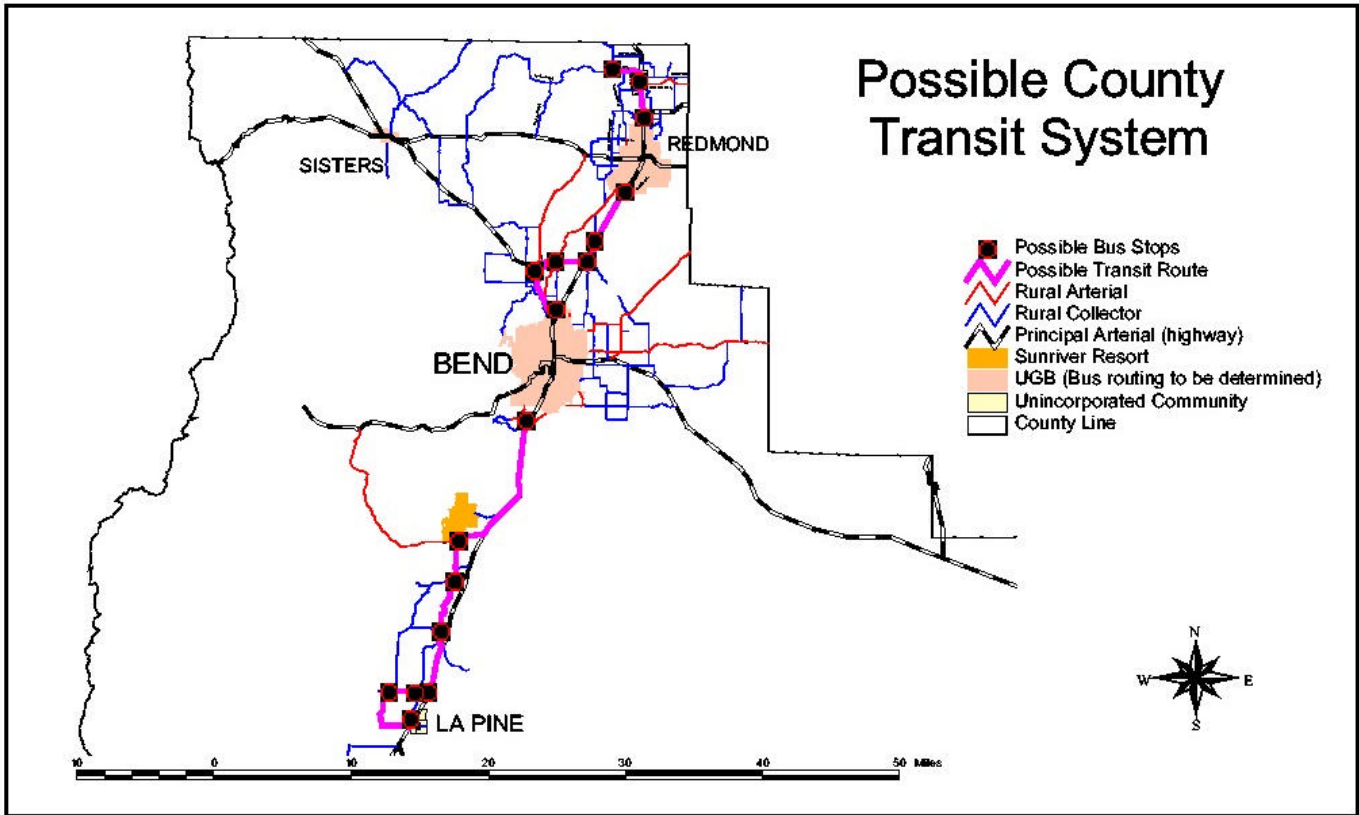 Possible County
Transit System
REDMOND
SISTERS
Possible Bus Stops
Possible Transit Route
Rural Arterial
Rural Collector
Principal Arterial (highway)
Sunriver Resort
UGB (Bus routing to be determined)
Unincorporated Community
County Line
BEND
N
W
E
S
LA PINE
10 0 10 20 30 40 50 Miles